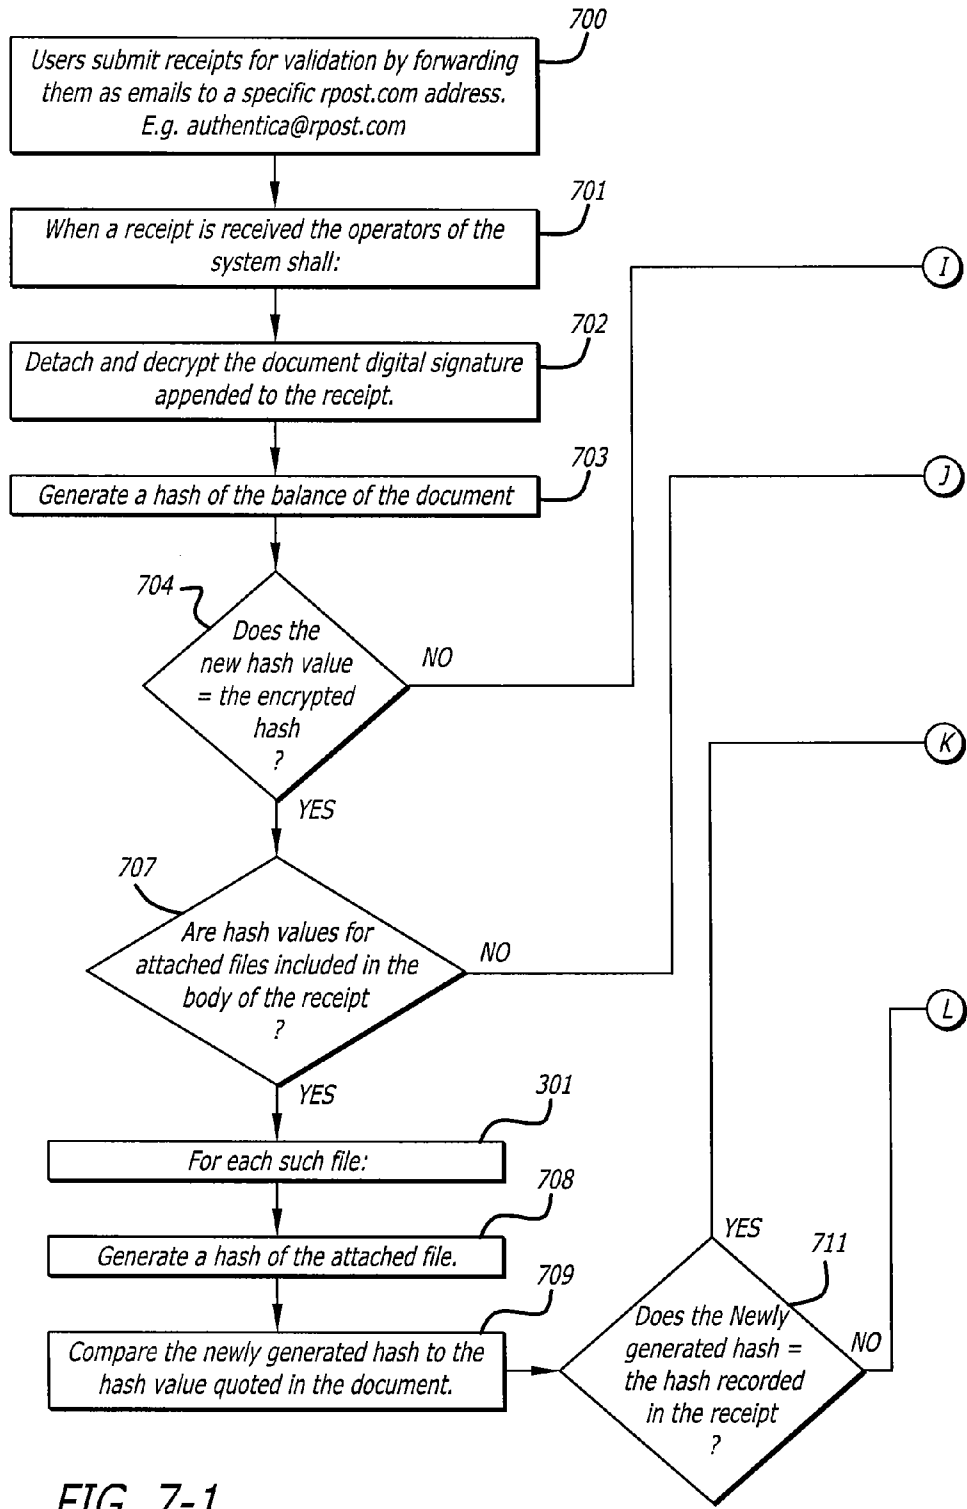 700
Users submit receipts for validation by forwarding
them as emails to a specific rpost.com address.
E.g. authentica@rpost.com
701
When a receipt is received the operators of the
system shall:
I
702
Detach and decrypt the document digital signature
appended to the receipt.
703
Generate a hash of the balance of the document
J
704
Does the
new hash value
= the encrypted
hash
?
NO
YES
K
707
Are hash values for
attached files included in the
body of the receipt
?
NO
YES
L
301
For each such file:
708
Generate a hash of the attached file.
709
Compare the newly generated hash to the
hash value quoted in the document.
YES
711
Does the Newly
generated hash =
the hash recorded
in the receipt
?
NO
FIG. 7-1